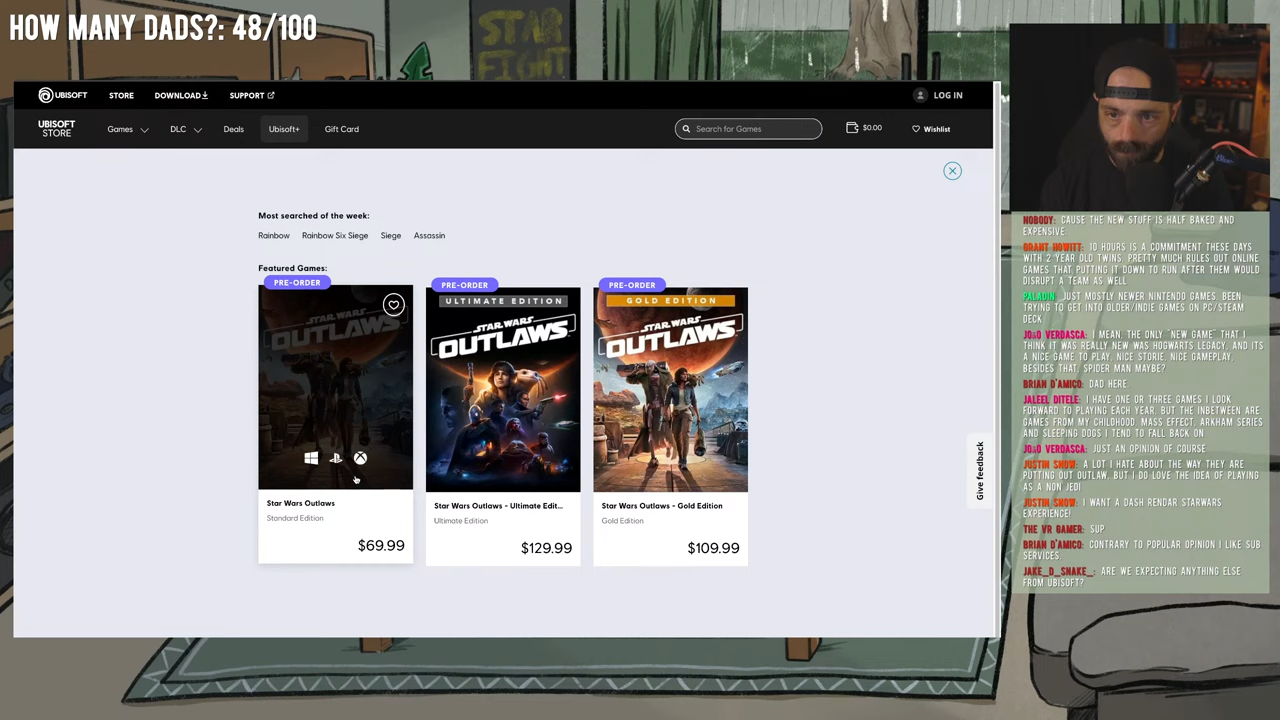 HOW MANY DADS?: 48/100
STAR
FIGHT
UBISOFT
STORE
DOWNLOAD
SUPPORT
LOG IN
UBISOFT
STORE
Games
DLC
Deals
Ubisoft+
Gift Card
Search for Games
$0.00
Wishlist
Most searched of the week:
Rainbow
Rainbow Six Siege
Siege
Assassin
Featured Games:
PRE-ORDER
Star Wars Outlaws
Standard Edition
$69.99
PRE-ORDER
ULTIMATE EDITION
STAR WARS
OUTLAWS
Star Wars Outlaws - Ultimate Edit...
Ultimate Edition
$129.99
PRE-ORDER
GOLD EDITION
STAR WARS
OUTLAWS
Star Wars Outlaws - Gold Edition
Gold Edition
$109.99
Give feedback
NOBODY: CAUSE THE NEW STUFF IS HALF BAKED AND
EXPENSIVE
GRANT HOWITT: 10 HOURS IS A COMMITMENT THESE DAYS
WITH 2 YEAR OLD TWINS. PRETTY MUCH RULES OUT ONLINE
GAMES THAT PUTTING IT DOWN TO RUN AFTER THEM WOULD
DISRUPT A TEAM AS WELL
PALADIN: JUST MOSTLY NEWER NINTENDO GAMES. BEEN
TRYING TO GET INTO OLDER/INDIE GAMES ON PC/STEAM
DECK
JOÃO VERDASCA: I MEAN, THE ONLY "NEW GAME" THAT I
THINK IT WAS REALLY NEW WAS HOGWARTS LEGACY, AND ITS
A NICE GAME TO PLAY, NICE STORIE, NICE GAMEPLAY.
BESIDES THAT, SPIDER MAN MAYBE?
BRIAN D'AMICO: DAD HERE
JALEEL DITELE: I HAVE ONE OR THREE GAMES I LOOK
FORWARD TO PLAYING EACH YEAR, BUT THE INBETWEEN ARE
GAMES FROM MY CHILDHOOD. MASS EFFECT, ARKHAM SERIES
AND SLEEPING DOGS I TEND TO FALL BACK ON
JOÃO VERDASCA: JUST AN OPINION OF COURSE
JUSTIN SNOW: A LOT I HATE ABOUT THE WAY THEY ARE
PUTTING OUT OUTLAW, BUT I DO LOVE THE IDEA OF PLAYING
AS A NON JEDI
JUSTIN SNOW: I WANT A DASH RENDAR STARWARS
EXPERIENCE!
THE VR GAMER: SUP
BRIAN D'AMICO: CONTRARY TO POPULAR OPINION I LIKE SUB
SERVICES.
JAKE_D_SNAKE_: ARE WE EXPECTING ANYTHING ELSE
FROM UBISOFT?